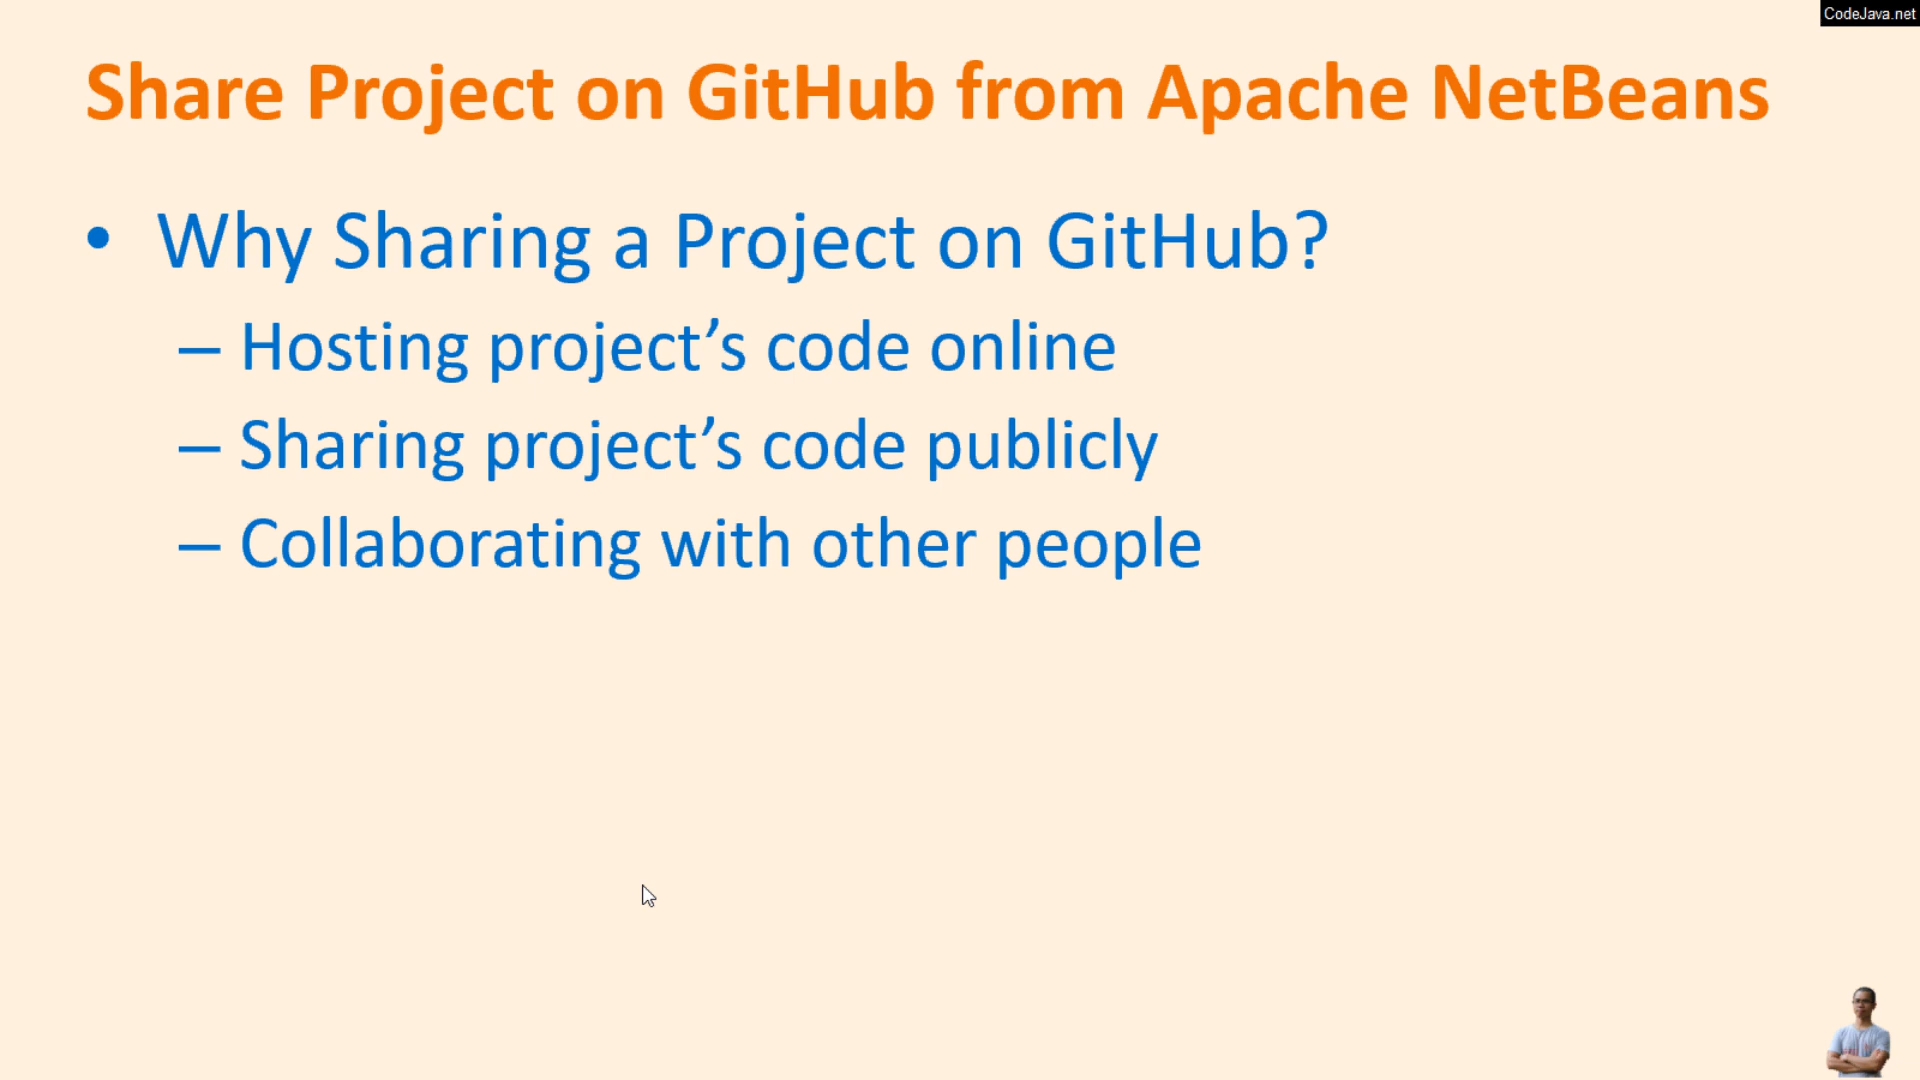 CodeJava.net
Share Project on GitHub from Apache NetBeans
• Why Sharing a Project on GitHub?
– Hosting project’s code online
– Sharing project’s code publicly
– Collaborating with other people